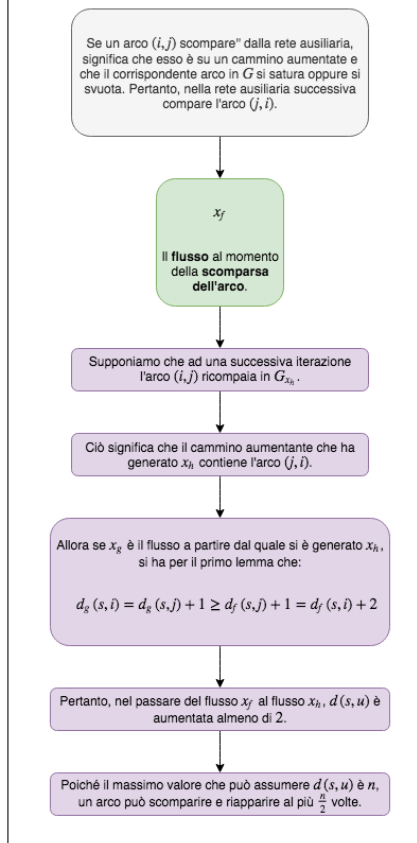 Se un arco (i,j) scompare" dalla rete ausiliaria,
significa che esso è su un cammino aumentate e
che il corrispondente arco in G si satura oppure si
svuota. Pertanto, nella rete ausiliaria successiva
compare l'arco (j,i).
x_f
Il flusso al momento
della scomparsa
dell'arco.
Supponiamo che ad una successiva iterazione
l'arco (i,j) ricompaia in G_{x_h}.
Ciò significa che il cammino aumentante che ha
generato x_h contiene l'arco (j,i).
Allora se x_g è il flusso a partire dal quale si è generato x_h,
si ha per il primo lemma che:
d_g (s,i) = d_g (s,j) + 1 ≥ d_f (s,j) + 1 = d_f (s,i) + 2
Pertanto, nel passare del flusso x_f al flusso x_h, d(s,u) è
aumentata almeno di 2.
Poiché il massimo valore che può assumere d(s,u) è n,
un arco può scomparire e riapparire al più n/2 volte.